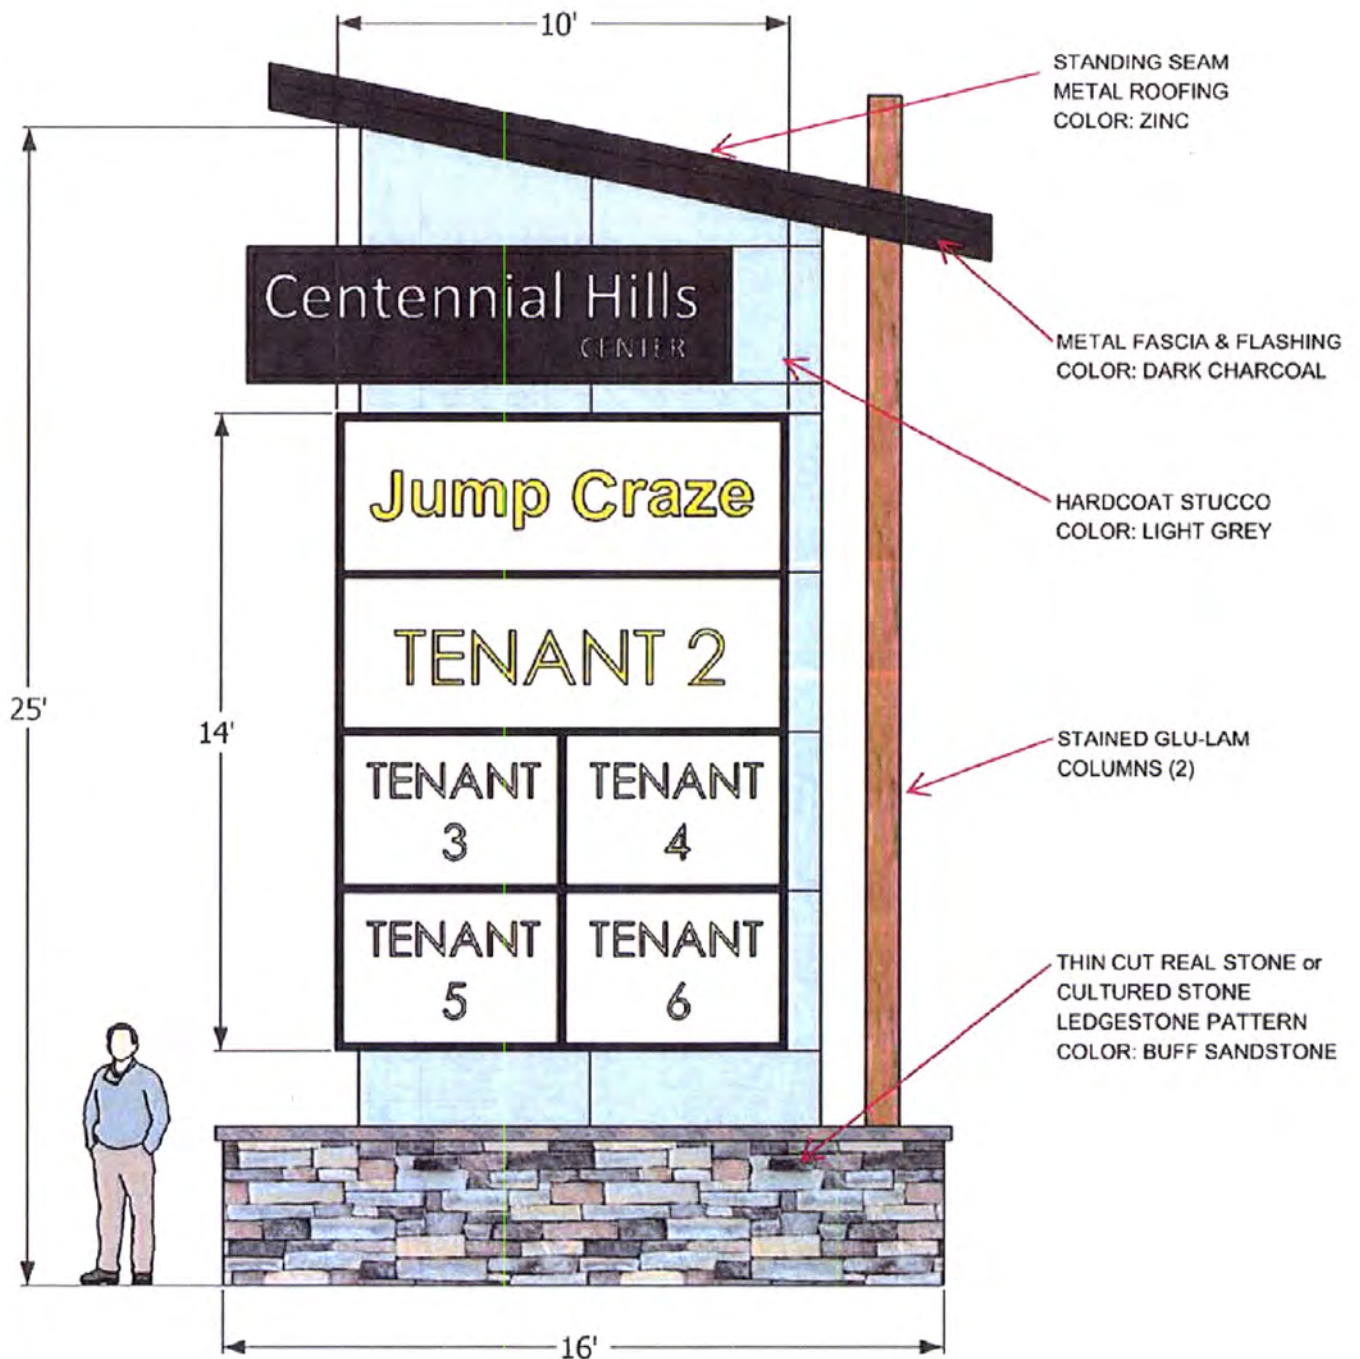 10'
STANDING SEAM
METAL ROOFING
COLOR: ZINC
Centennial Hills
CENTER
METAL FASCIA & FLASHING
COLOR: DARK CHARCOAL
Jump Craze
HARDCOAT STUCCO
COLOR: LIGHT GREY
TENANT 2
25'
14'
TENANT
3
TENANT
4
STAINED GLU-LAM
COLUMNS (2)
TENANT
5
TENANT
6
THIN CUT REAL STONE or
CULTURED STONE
LEDGESTONE PATTERN
COLOR: BUFF SANDSTONE
16'